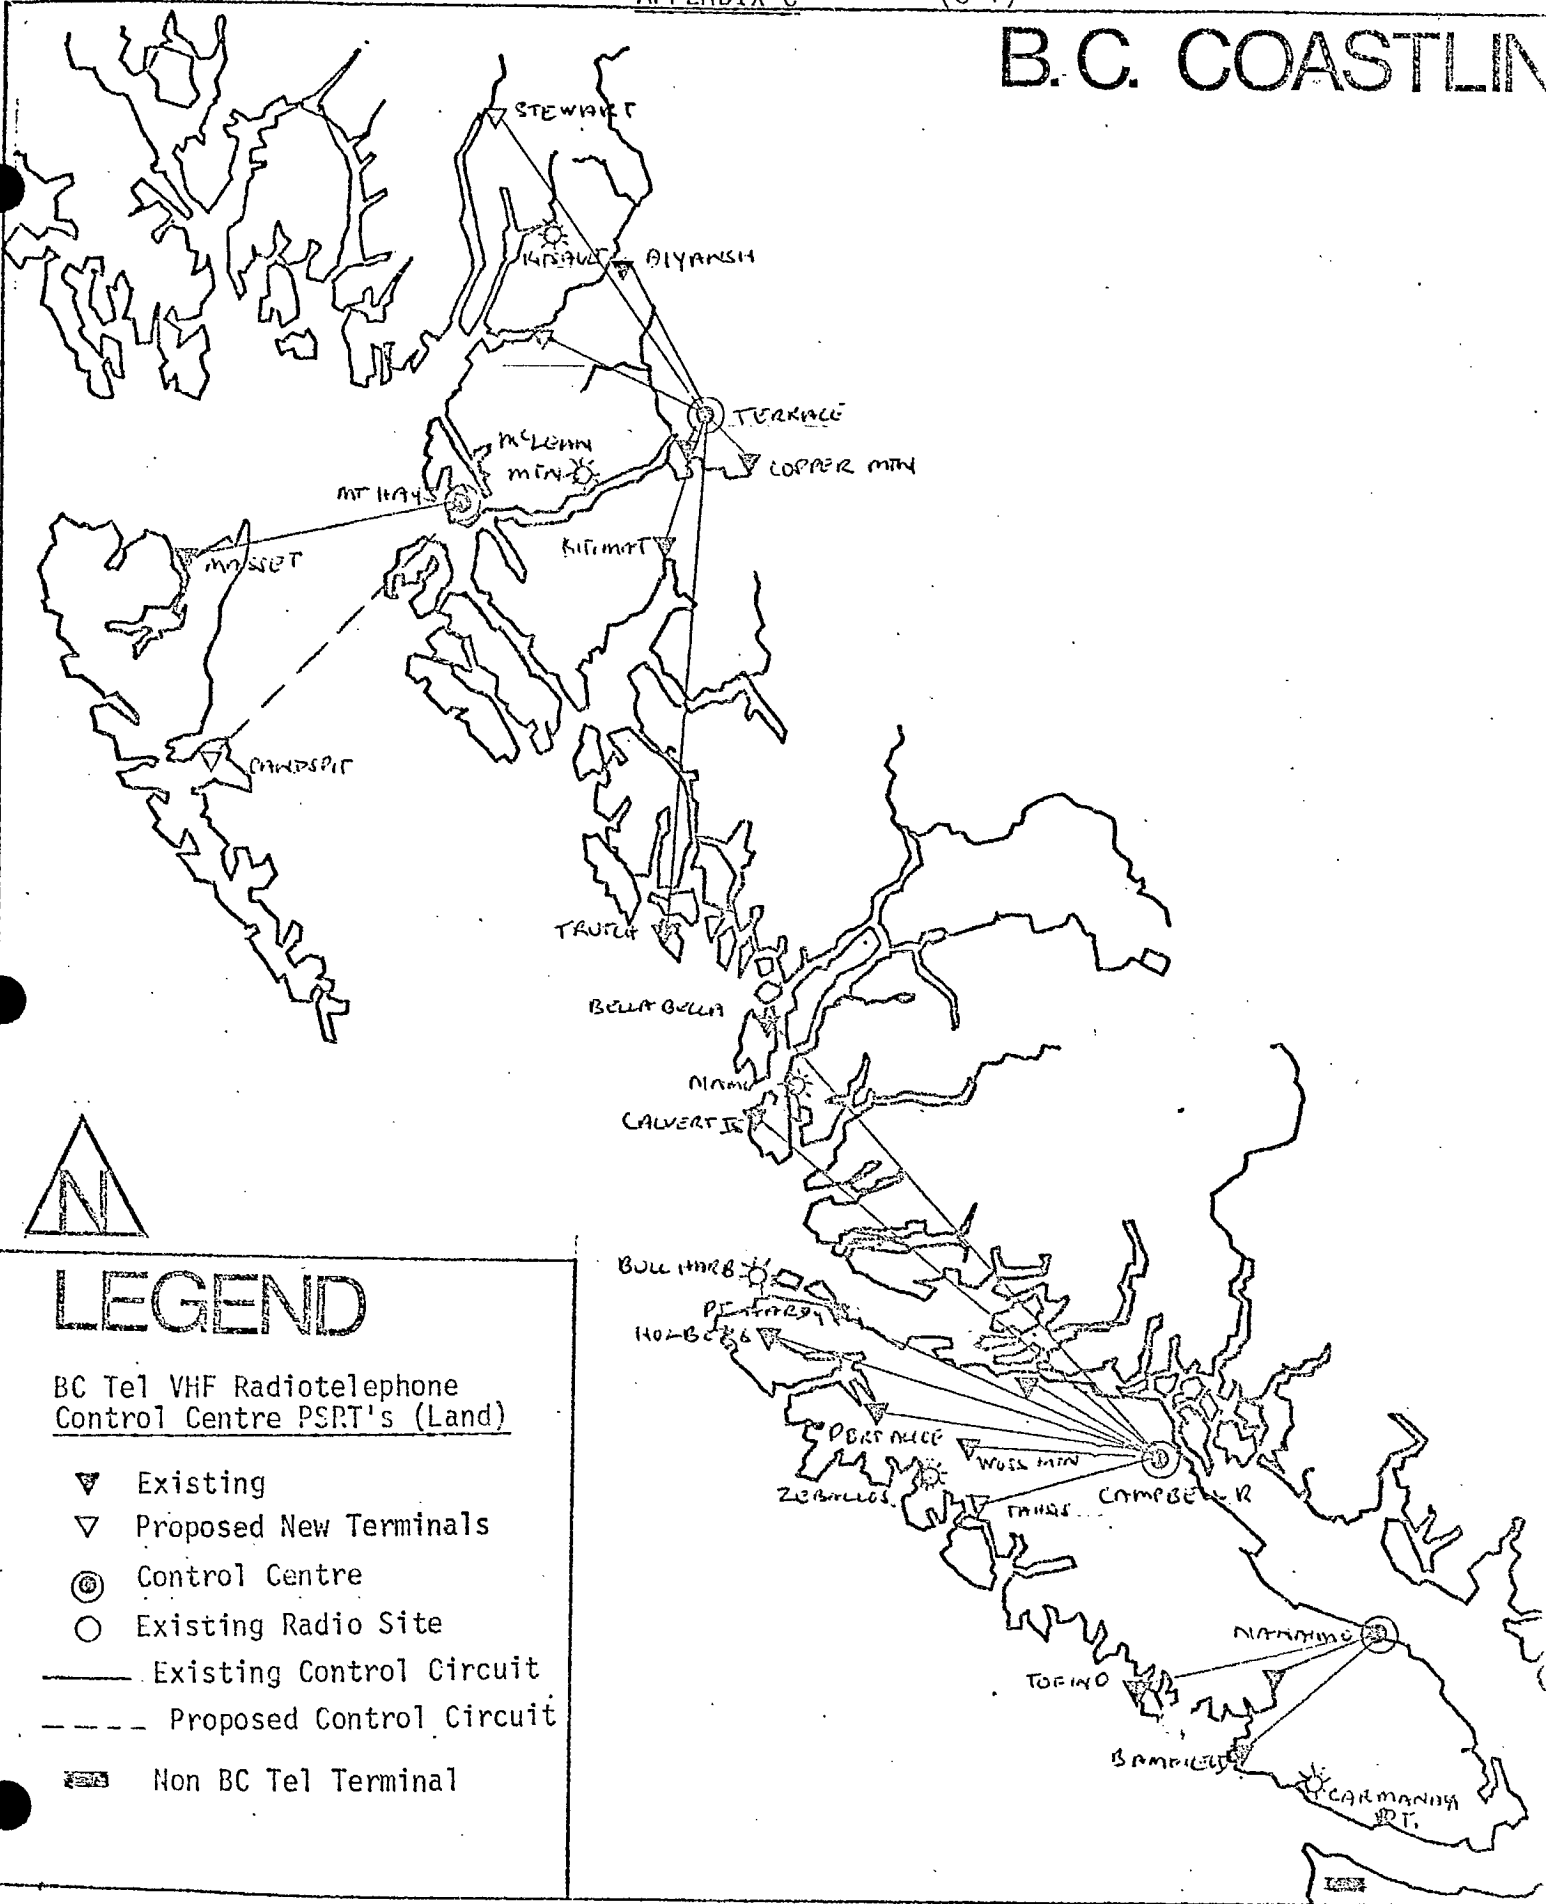 APPENDIX C
B.C. COASTLIN
STEWART
KITSAULT
AIYANSH
TERRACE
McLEAN
MTN
COPPER MTN
MT HAYS
KITIMAT
MASSET
SANDSPIT
TRUTCH
BELLA BELLA
NAMU
CALVERT IS
N
BULL HARB
PT HARDY
HOLBERG
PORT ALICE
WOSS MTN
ZEBALLOS
TAHSIS
CAMPBELL R
NANAIMO
TOFINO
BAMFIELD
CARMANAH
PT.
LEGEND
BC Tel VHF Radiotelephone
Control Centre PSRT's (Land)
Existing
Proposed New Terminals
Control Centre
Existing Radio Site
Existing Control Circuit
Proposed Control Circuit
Non BC Tel Terminal